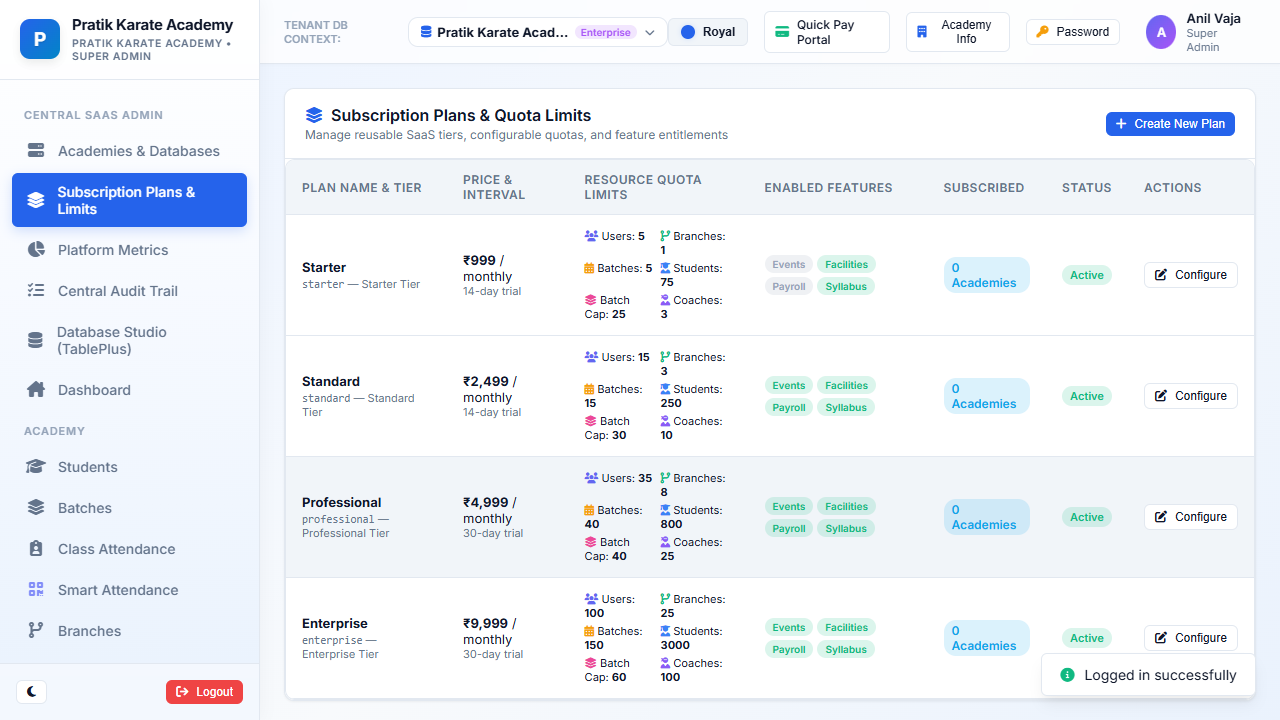 P
Pratik Karate Academy
PRATIK KARATE ACADEMY •
SUPER ADMIN
TENANT DB
CONTEXT:
Pratik Karate Acad... Enterprise
Royal
Quick Pay
Portal
Academy
Info
Password
A
Anil Vaja
Super
Admin
CENTRAL SAAS ADMIN
Academies & Databases
Subscription Plans &
Limits
Platform Metrics
Central Audit Trail
Database Studio
(TablePlus)
Dashboard
ACADEMY
Students
Batches
Class Attendance
Smart Attendance
Branches
Logout
Subscription Plans & Quota Limits
Manage reusable SaaS tiers, configurable quotas, and feature entitlements
Create New Plan
PLAN NAME & TIER
PRICE &
INTERVAL
RESOURCE QUOTA
LIMITS
ENABLED FEATURES
SUBSCRIBED
STATUS
ACTIONS
Starter
starter — Starter Tier
₹999 /
monthly
14-day trial
Users: 5
Branches:
1
Batches: 5
Students:
75
Batch
Cap: 25
Coaches:
3
Events Facilities
Payroll Syllabus
0
Academies
Active
Configure
Standard
standard — Standard
Tier
₹2,499 /
monthly
14-day trial
Users: 15
Branches:
3
Batches:
15
Students:
250
Batch
Cap: 30
Coaches:
10
Events Facilities
Payroll Syllabus
0
Academies
Active
Configure
Professional
professional —
Professional Tier
₹4,999 /
monthly
30-day trial
Users: 35
Branches:
8
Batches:
40
Students:
800
Batch
Cap: 40
Coaches:
25
Events Facilities
Payroll Syllabus
0
Academies
Active
Configure
Enterprise
enterprise —
Enterprise Tier
₹9,999 /
monthly
30-day trial
Users:
100
Branches:
25
Batches:
150
Students:
3000
Batch
Cap: 60
Coaches:
100
Events Facilities
Payroll Syllabus
0
Academies
Active
Configure
Logged in successfully